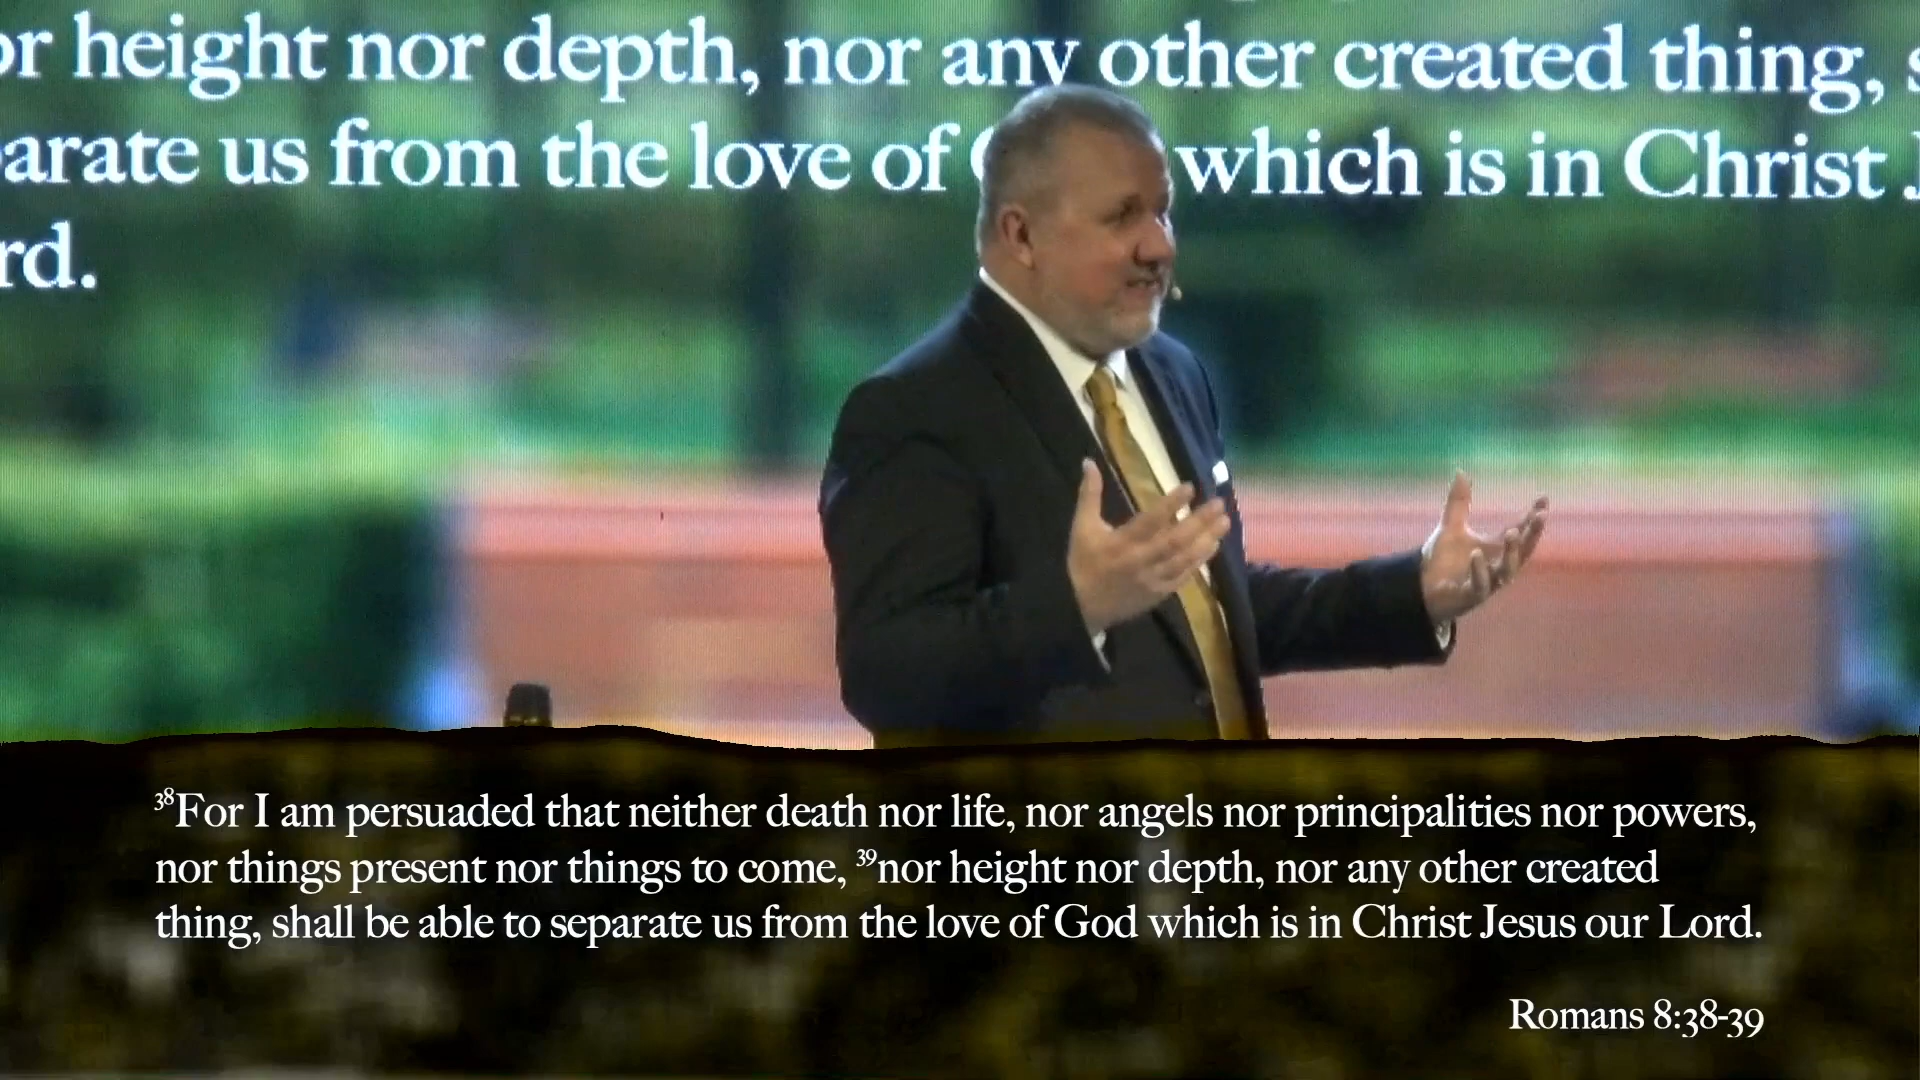 or height nor depth, nor any other created thing, s
arate us from the love of which is in Christ J
rd.
³⁸For I am persuaded that neither death nor life, nor angels nor principalities nor powers,
nor things present nor things to come, ³⁹nor height nor depth, nor any other created
thing, shall be able to separate us from the love of God which is in Christ Jesus our Lord.
Romans 8:38-39